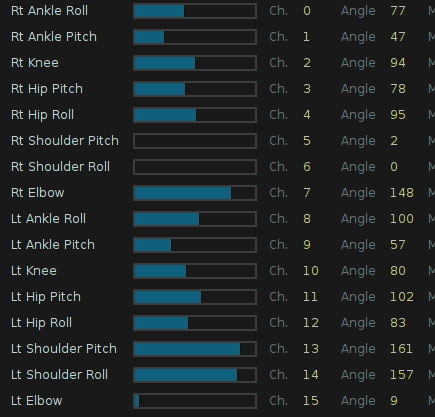 Rt Ankle Roll Ch. 0 Angle 77
Rt Ankle Pitch Ch. 1 Angle 47
Rt Knee Ch. 2 Angle 94
Rt Hip Pitch Ch. 3 Angle 78
Rt Hip Roll Ch. 4 Angle 95
Rt Shoulder Pitch Ch. 5 Angle 2
Rt Shoulder Roll Ch. 6 Angle 0
Rt Elbow Ch. 7 Angle 148
Lt Ankle Roll Ch. 8 Angle 100
Lt Ankle Pitch Ch. 9 Angle 57
Lt Knee Ch. 10 Angle 80
Lt Hip Pitch Ch. 11 Angle 102
Lt Hip Roll Ch. 12 Angle 83
Lt Shoulder Pitch Ch. 13 Angle 161
Lt Shoulder Roll Ch. 14 Angle 157
Lt Elbow Ch. 15 Angle 9